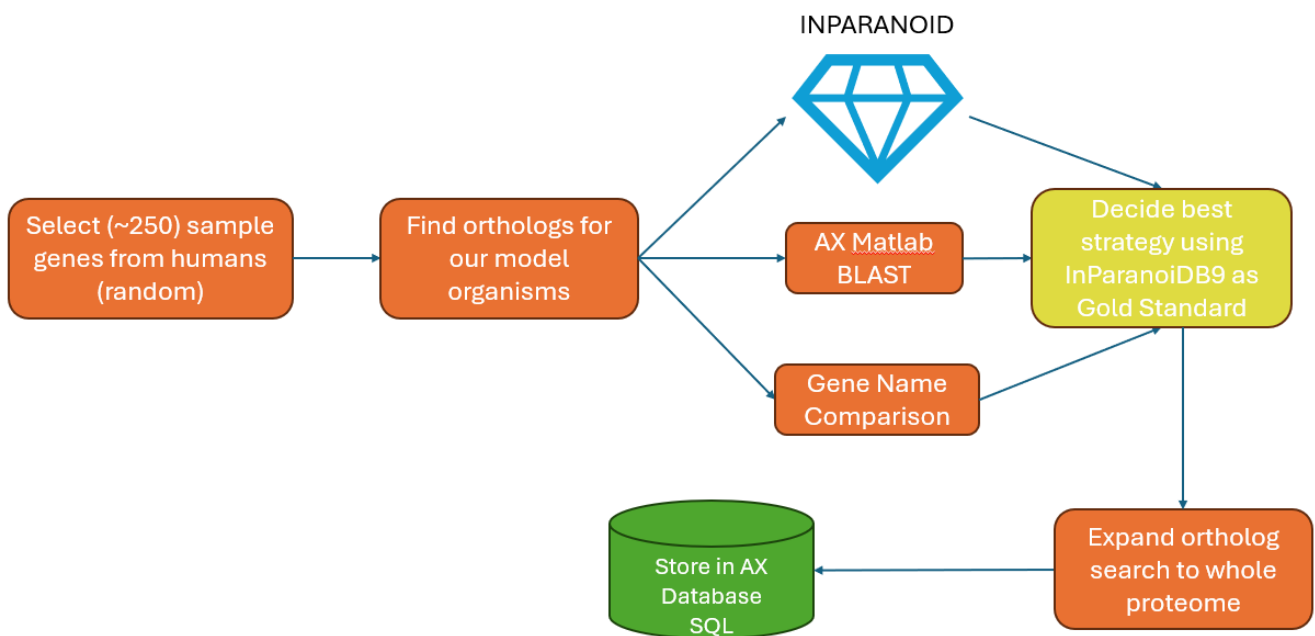 INPARANOID
Select (~250) sample
genes from humans
(random)
Find orthologs for
our model
organisms
AX Matlab
BLAST
Gene Name
Comparison
Decide best
strategy using
InParanoiDB9 as
Gold Standard
Expand ortholog
search to whole
proteome
Store in AX
Database
SQL